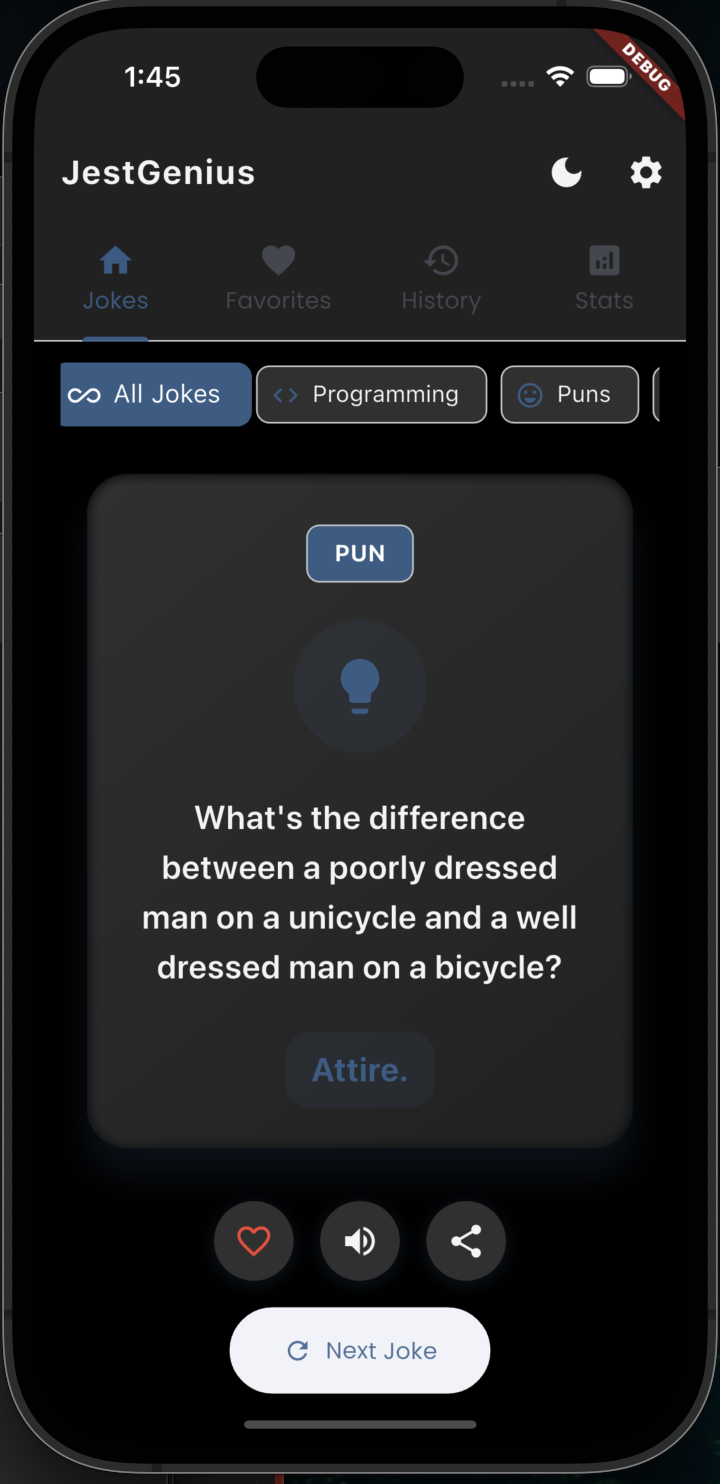 1:45
DEBUG
JestGenius
Jokes
Favorites
History
Stats
All Jokes
Programming
Puns
PUN
What's the difference
between a poorly dressed
man on a unicycle and a well
dressed man on a bicycle?
Attire.
Next Joke